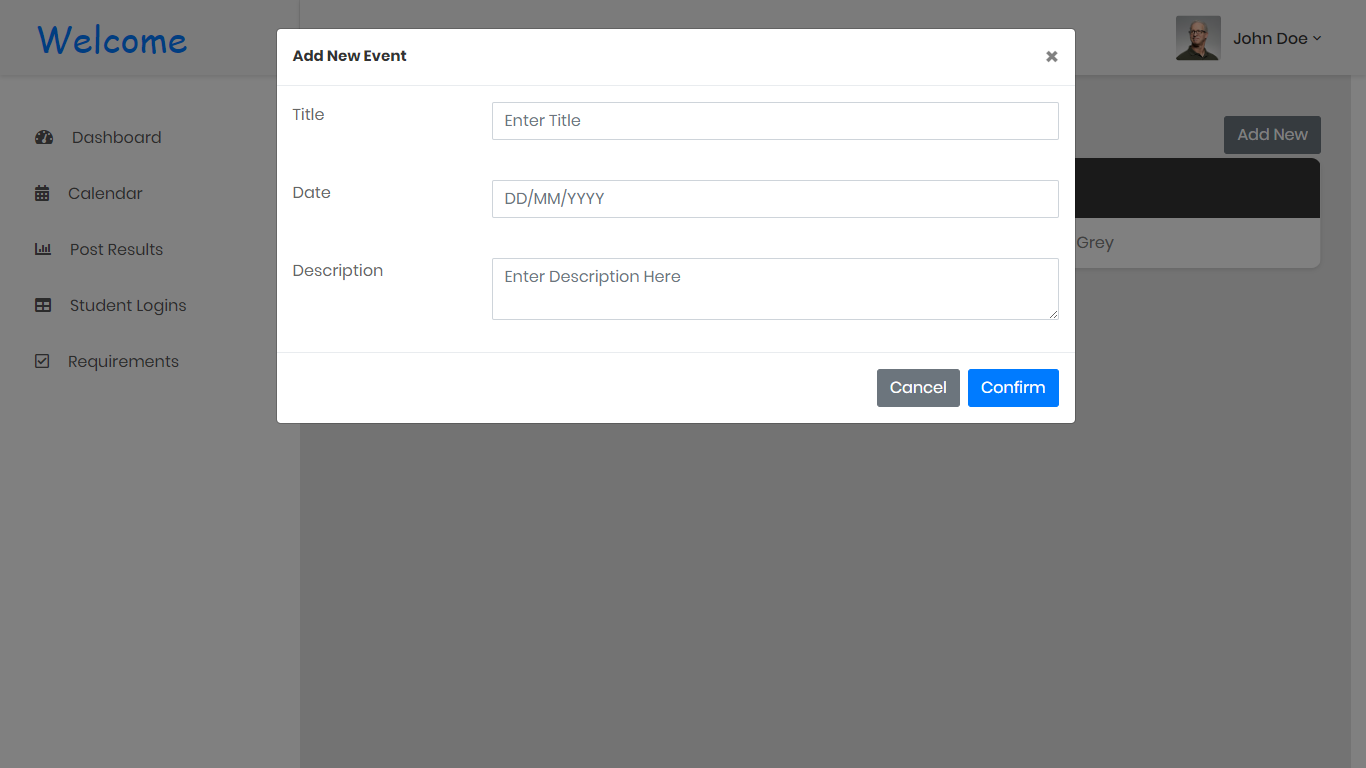 Welcome
John Doe
Dashboard
Calendar
Post Results
Student Logins
Requirements
Add New
Grey
Add New Event
×
Title
Enter Title
Date
DD/MM/YYYY
Description
Enter Description Here
Cancel
Confirm